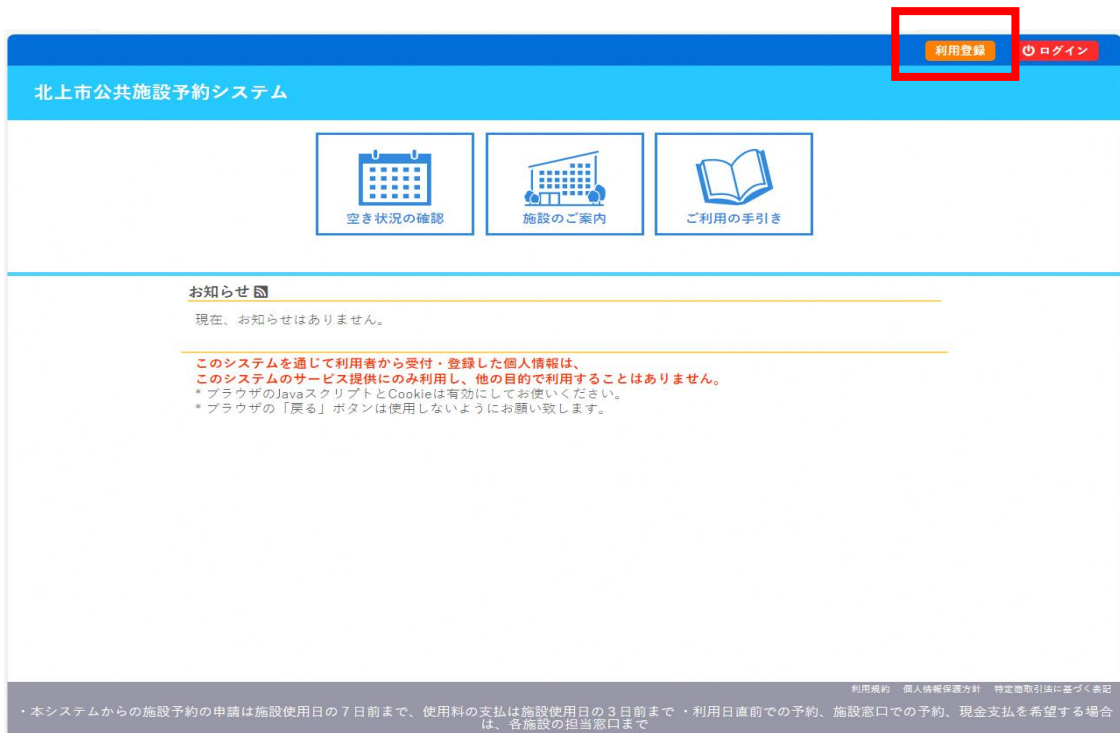 利用登録 ログイン
北上市公共施設予約システム
空き状況の確認 施設のご案内 ご利用の手引き
お知らせ
現在、お知らせはありません。
このシステムを通じて利用者から受付・登録した個人情報は、
このシステムのサービス提供にのみ利用し、他の目的で利用することはありません。
* ブラウザのJavaスクリプトとCookieは有効にしてお使いください。
* ブラウザの「戻る」ボタンは使用しないようにお願い致します。
利用規約 個人情報保護方針 特定商取引法に基づく表記
・本システムからの施設予約の申請は施設使用日の７日前まで、使用料の支払は施設使用日の３日前まで ・利用日直前での予約、施設窓口での予約、現金支払を希望する場合
は、各施設の担当窓口まで